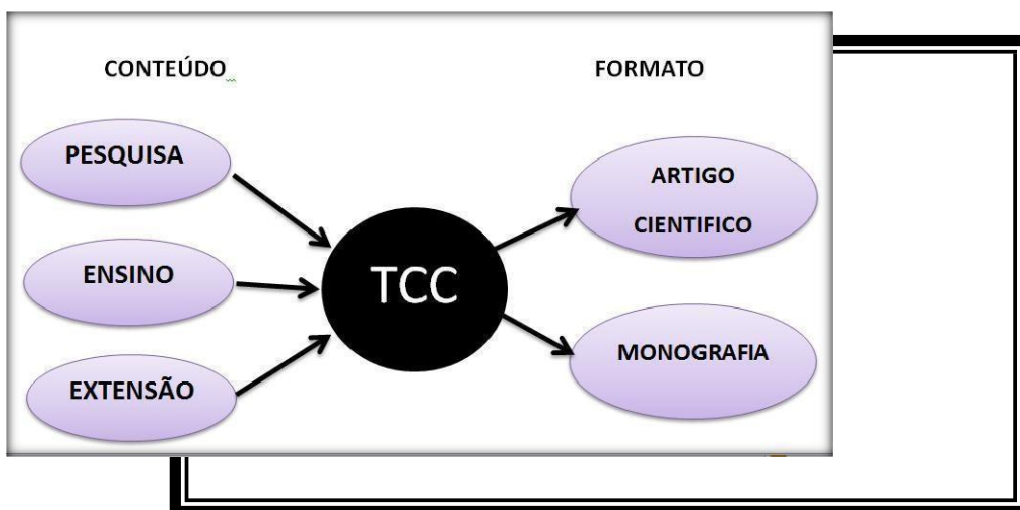 CONTEÚDO
FORMATO
PESQUISA
ENSINO
EXTENSÃO
TCC
ARTIGO
CIENTIFICO
MONOGRAFIA